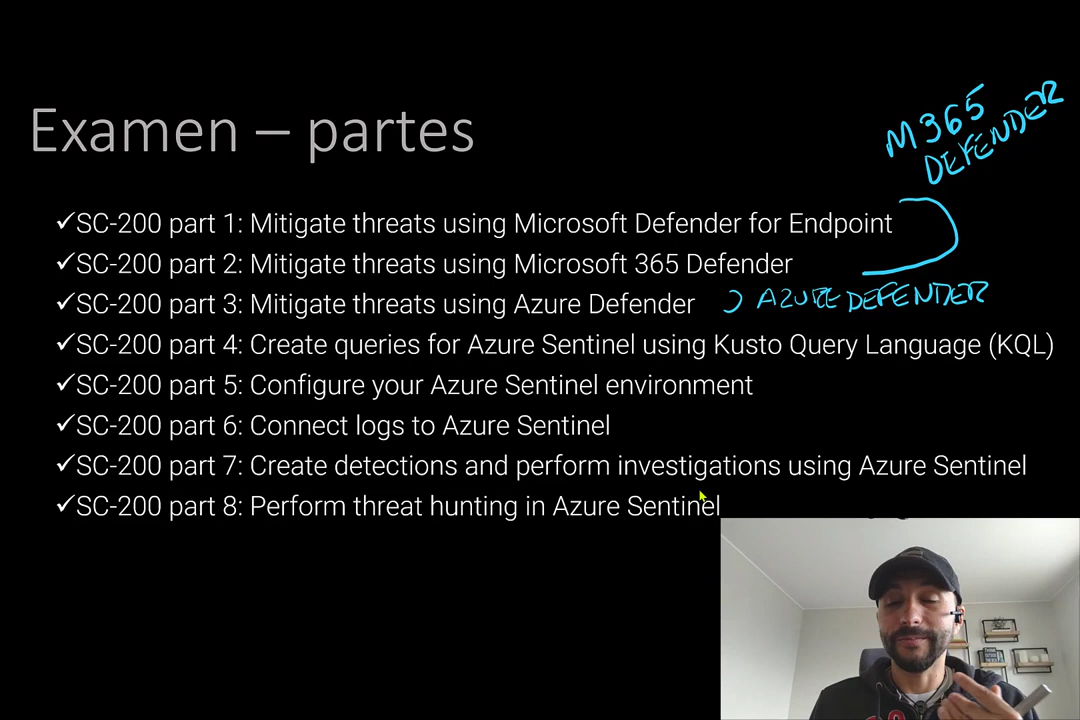 Examen – partes
M365
DEFENDER
✓SC-200 part 1: Mitigate threats using Microsoft Defender for Endpoint
✓SC-200 part 2: Mitigate threats using Microsoft 365 Defender
✓SC-200 part 3: Mitigate threats using Azure Defender
AZURE DEFENDER
✓SC-200 part 4: Create queries for Azure Sentinel using Kusto Query Language (KQL)
✓SC-200 part 5: Configure your Azure Sentinel environment
✓SC-200 part 6: Connect logs to Azure Sentinel
✓SC-200 part 7: Create detections and perform investigations using Azure Sentinel
✓SC-200 part 8: Perform threat hunting in Azure Sentinel